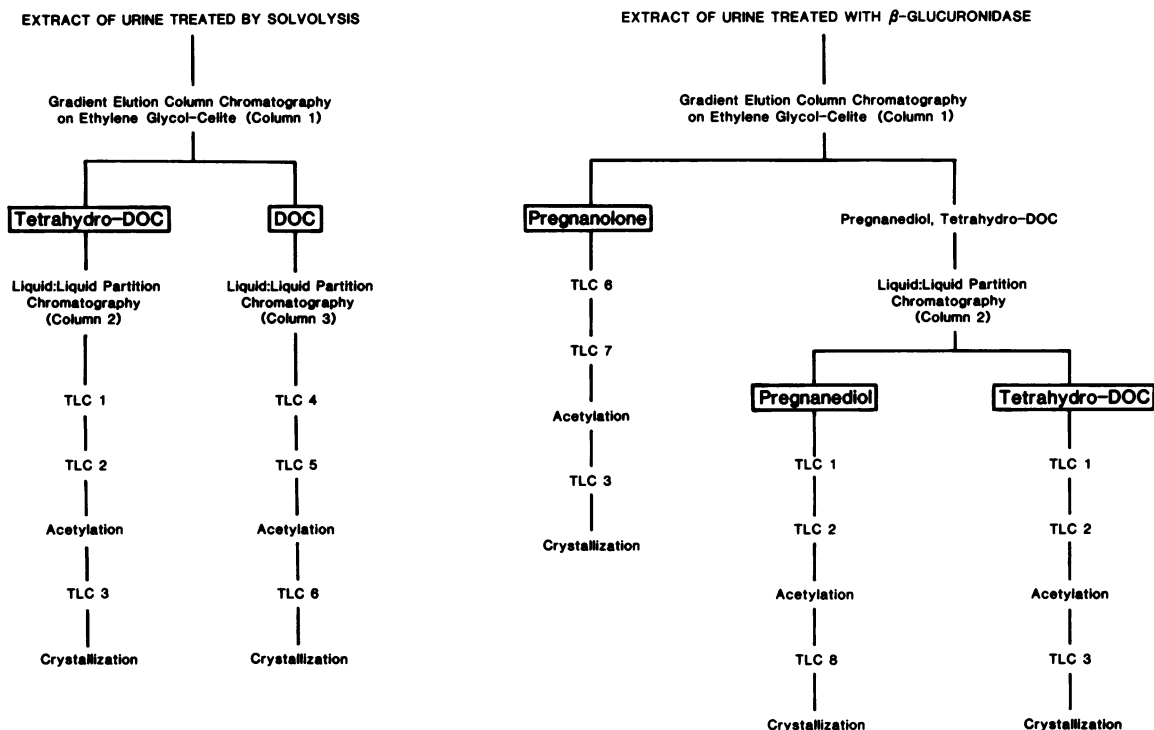 EXTRACT OF URINE TREATED BY SOLVOLYSIS
Gradient Elution Column Chromatography
on Ethylene Glycol-Celite (Column 1)
Tetrahydro-DOC
DOC
Liquid:Liquid Partition
Chromatography
(Column 2)
Liquid:Liquid Partition
Chromatography
(Column 3)
TLC 1
TLC 4
TLC 2
TLC 5
Acetylation
Acetylation
TLC 3
TLC 6
Crystallization
Crystallization
EXTRACT OF URINE TREATED WITH β-GLUCURONIDASE
Gradient Elution Column Chromatography
on Ethylene Glycol-Celite (Column 1)
Pregnanolone
Pregnanediol, Tetrahydro-DOC
TLC 6
Liquid:Liquid Partition
Chromatography
(Column 2)
TLC 7
Acetylation
TLC 3
Crystallization
Pregnanediol
Tetrahydro-DOC
TLC 1
TLC 1
TLC 2
TLC 2
Acetylation
Acetylation
TLC 8
TLC 3
Crystallization
Crystallization